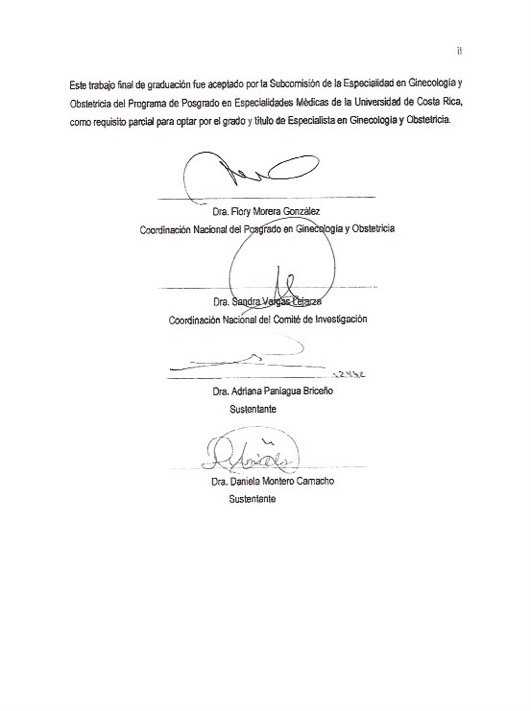 ii
Este trabajo final de graduación fue aceptado por la Subcomisión de la Especialidad en Ginecología y
Obstetricia del Programa de Posgrado en Especialidades Médicas de la Universidad de Costa Rica,
como requisito parcial para optar por el grado y título de Especialista en Ginecología y Obstetricia.
Dra. Flory Morera González
Coordinación Nacional del Posgrado en Ginecología y Obstetricia
Dra. Sandra Vargas Lejarza
Coordinación Nacional del Comité de Investigación
Dra. Adriana Paniagua Briceño
Sustentante
Dra. Daniela Montero Camacho
Sustentante